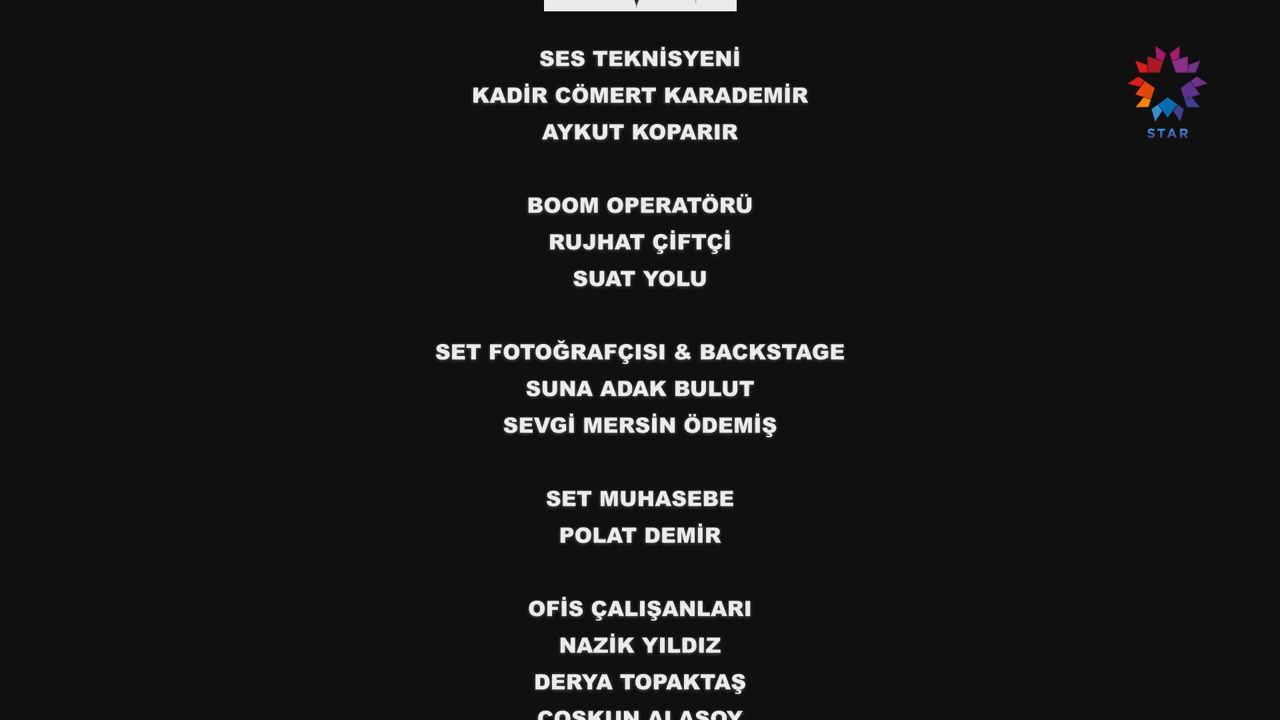 SES TEKNİSYENİ
KADİR CÖMERT KARADEMİR
AYKUT KOPARIR
STAR
BOOM OPERATÖRÜ
RUJHAT ÇİFTÇİ
SUAT YOLU
SET FOTOĞRAFÇISI & BACKSTAGE
SUNA ADAK BULUT
SEVGİ MERSİN ÖDEMİŞ
SET MUHASEBE
POLAT DEMİR
OFİS ÇALIŞANLARI
NAZİK YILDIZ
DERYA TOPAKTAŞ